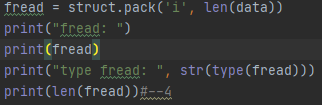 fread = struct.pack('i', len(data))
print("fread: ")
print(fread)
print("type fread: ", str(type(fread)))
print(len(fread))#--4